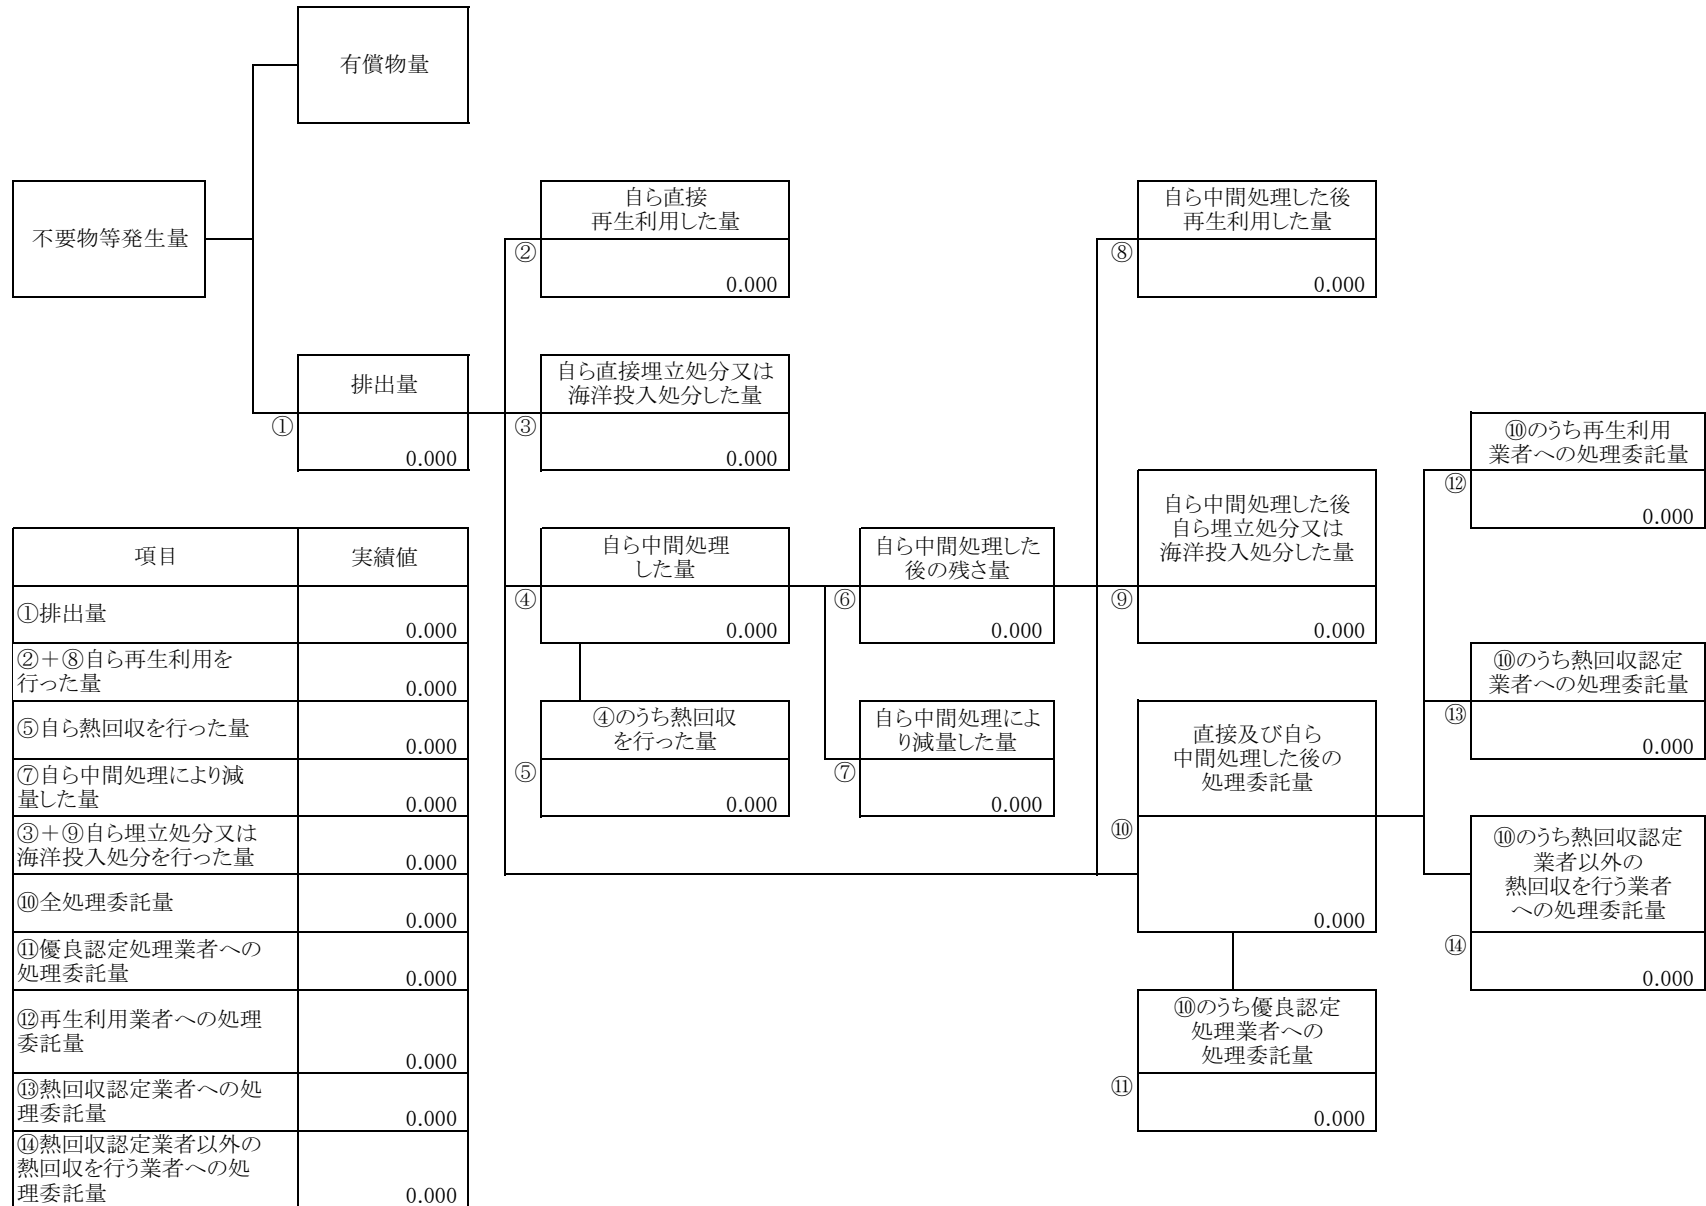 有償物量
不要物等発生量
自ら直接
再生利用した量
②
0.000
自ら中間処理した後
再生利用した量
⑧
0.000
排出量
①
0.000
自ら直接埋立処分又は
海洋投入処分した量
③
0.000
⑩のうち再生利用
業者への処理委託量
⑫
0.000
自ら中間処理
した量
④
0.000
自ら中間処理した
後の残さ量
⑥
0.000
自ら中間処理した後
自ら埋立処分又は
海洋投入処分した量
⑨
0.000
⑩のうち熱回収認定
業者への処理委託量
⑬
0.000
④のうち熱回収
を行った量
⑤
0.000
自ら中間処理によ
り減量した量
⑦
0.000
直接及び自ら
中間処理した後の
処理委託量
⑩
0.000
⑩のうち熱回収認定
業者以外の
熱回収を行う業者
への処理委託量
⑭
0.000
⑩のうち優良認定
処理業者への
処理委託量
⑪
0.000
項目 実績値
①排出量
0.000
②＋⑧自ら再生利用を
行った量 0.000
⑤自ら熱回収を行った量
0.000
⑦自ら中間処理により減
量した量 0.000
③＋⑨自ら埋立処分又は
海洋投入処分を行った量 0.000
⑩全処理委託量
0.000
⑪優良認定処理業者への
処理委託量 0.000
⑫再生利用業者への処理
委託量
0.000
⑬熱回収認定業者への処
理委託量 0.000
⑭熱回収認定業者以外の
熱回収を行う業者への処
理委託量 0.000